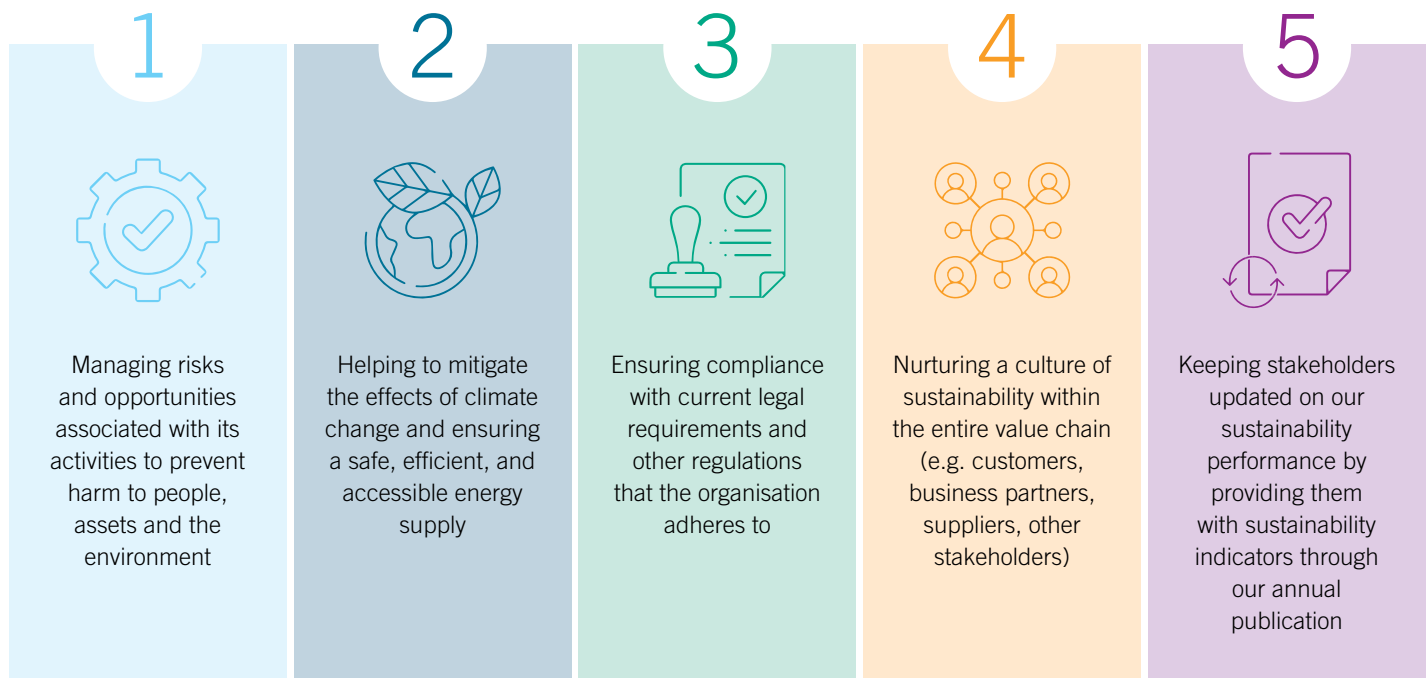 1
Managing risks
and opportunities
associated with its
activities to prevent
harm to people,
assets and the
environment
2
Helping to mitigate
the effects of climate
change and ensuring
a safe, efficient, and
accessible energy
supply
3
Ensuring compliance
with current legal
requirements and
other regulations
that the organisation
adheres to
4
Nurturing a culture of
sustainability within
the entire value chain
(e.g. customers,
business partners,
suppliers, other
stakeholders)
5
Keeping stakeholders
updated on our
sustainability
performance by
providing them
with sustainability
indicators through
our annual
publication